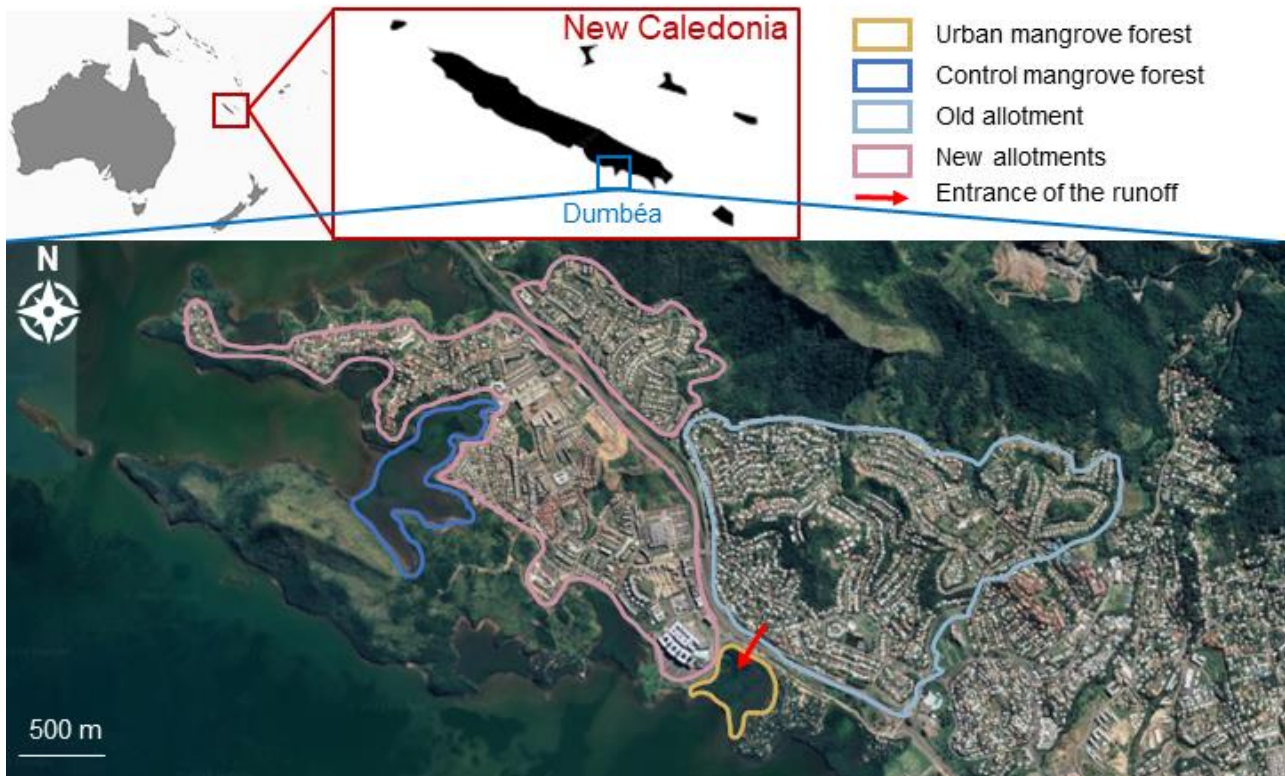 New Caledonia
Dumbéa
Urban mangrove forest
Control mangrove forest
Old allotment
New allotments
Entrance of the runoff
N
500 m